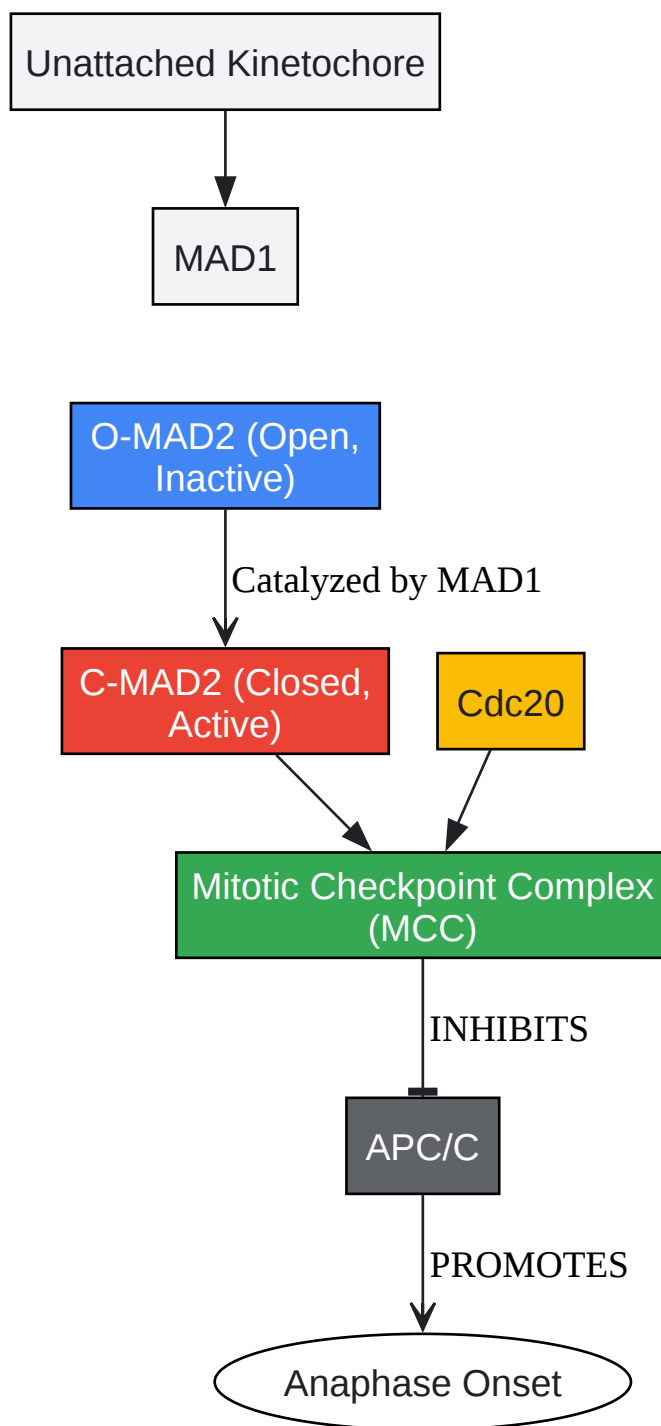 Unattached Kinetochore
MAD1
O-MAD2 (Open,
Inactive)
Catalyzed by MAD1
C-MAD2 (Closed,
Active)
Cdc20
Mitotic Checkpoint Complex
(MCC)
INHIBITS
APC/C
PROMOTES
Anaphase Onset